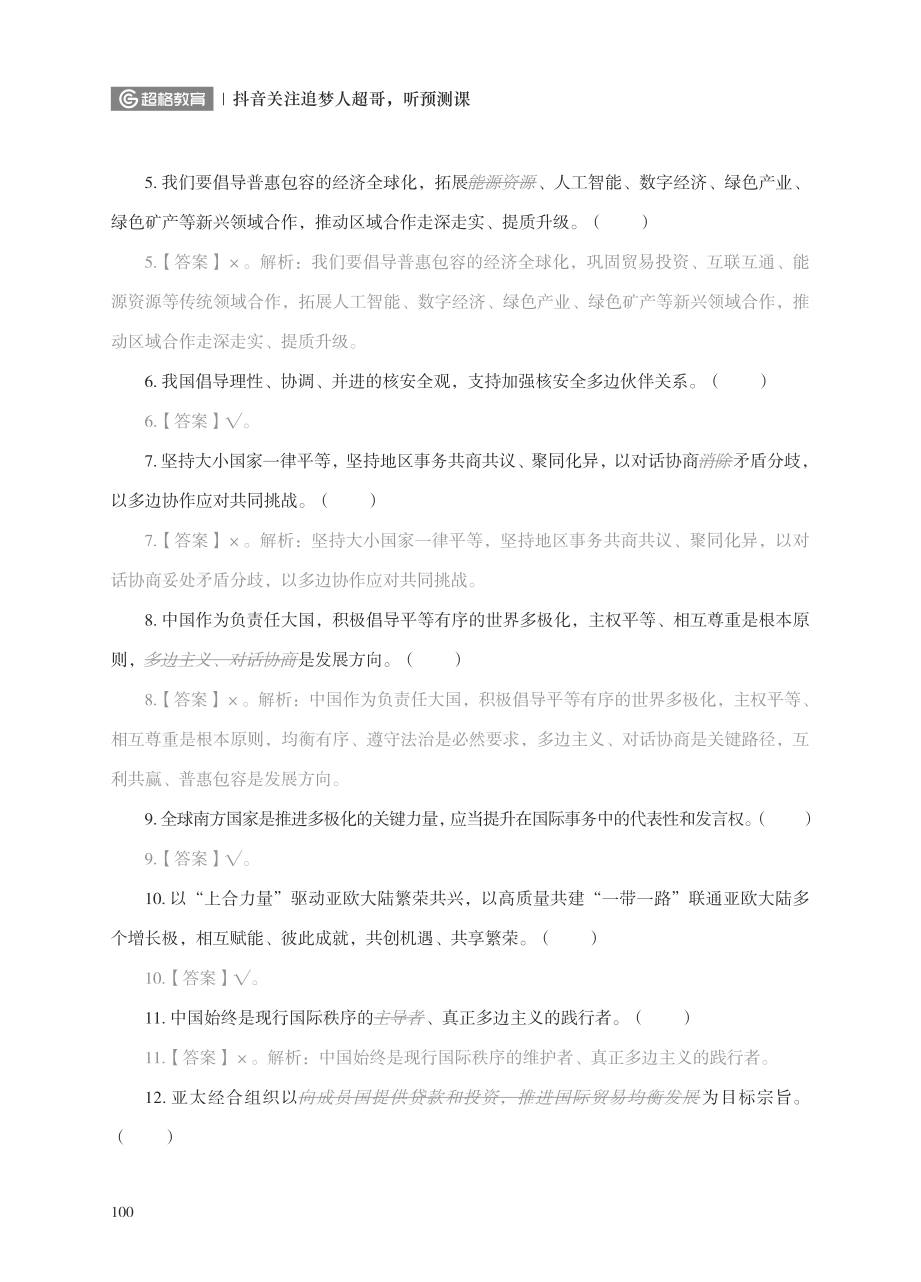 超格教育 | 抖音关注追梦人超哥，听预测课
5. 我们要倡导普惠包容的经济全球化，拓展能源资源、人工智能、数字经济、绿色产业、
绿色矿产等新兴领域合作，推动区域合作走深走实、提质升级。（　　）
5.【答案】×。解析：我们要倡导普惠包容的经济全球化，巩固贸易投资、互联互通、能
源资源等传统领域合作，拓展人工智能、数字经济、绿色产业、绿色矿产等新兴领域合作，推
动区域合作走深走实、提质升级。
6. 我国倡导理性、协调、并进的核安全观，支持加强核安全多边伙伴关系。（　　）
6.【答案】√。
7. 坚持大小国家一律平等，坚持地区事务共商共议、聚同化异，以对话协商消除矛盾分歧，
以多边协作应对共同挑战。（　　）
7.【答案】×。解析：坚持大小国家一律平等，坚持地区事务共商共议、聚同化异，以对
话协商妥处矛盾分歧，以多边协作应对共同挑战。
8. 中国作为负责任大国，积极倡导平等有序的世界多极化，主权平等、相互尊重是根本原
则，多边主义、对话协商是发展方向。（　　）
8.【答案】×。解析：中国作为负责任大国，积极倡导平等有序的世界多极化，主权平等、
相互尊重是根本原则，均衡有序、遵守法治是必然要求，多边主义、对话协商是关键路径，互
利共赢、普惠包容是发展方向。
9. 全球南方国家是推进多极化的关键力量，应当提升在国际事务中的代表性和发言权。（　　）
9.【答案】√。
10. 以“上合力量”驱动亚欧大陆繁荣共兴，以高质量共建“一带一路”联通亚欧大陆多
个增长极，相互赋能、彼此成就，共创机遇、共享繁荣。（　　）
10.【答案】√。
11. 中国始终是现行国际秩序的主导者、真正多边主义的践行者。（　　）
11.【答案】×。解析：中国始终是现行国际秩序的维护者、真正多边主义的践行者。
12. 亚太经合组织以向成员国提供贷款和投资，推进国际贸易均衡发展为目标宗旨。
（　　）
100